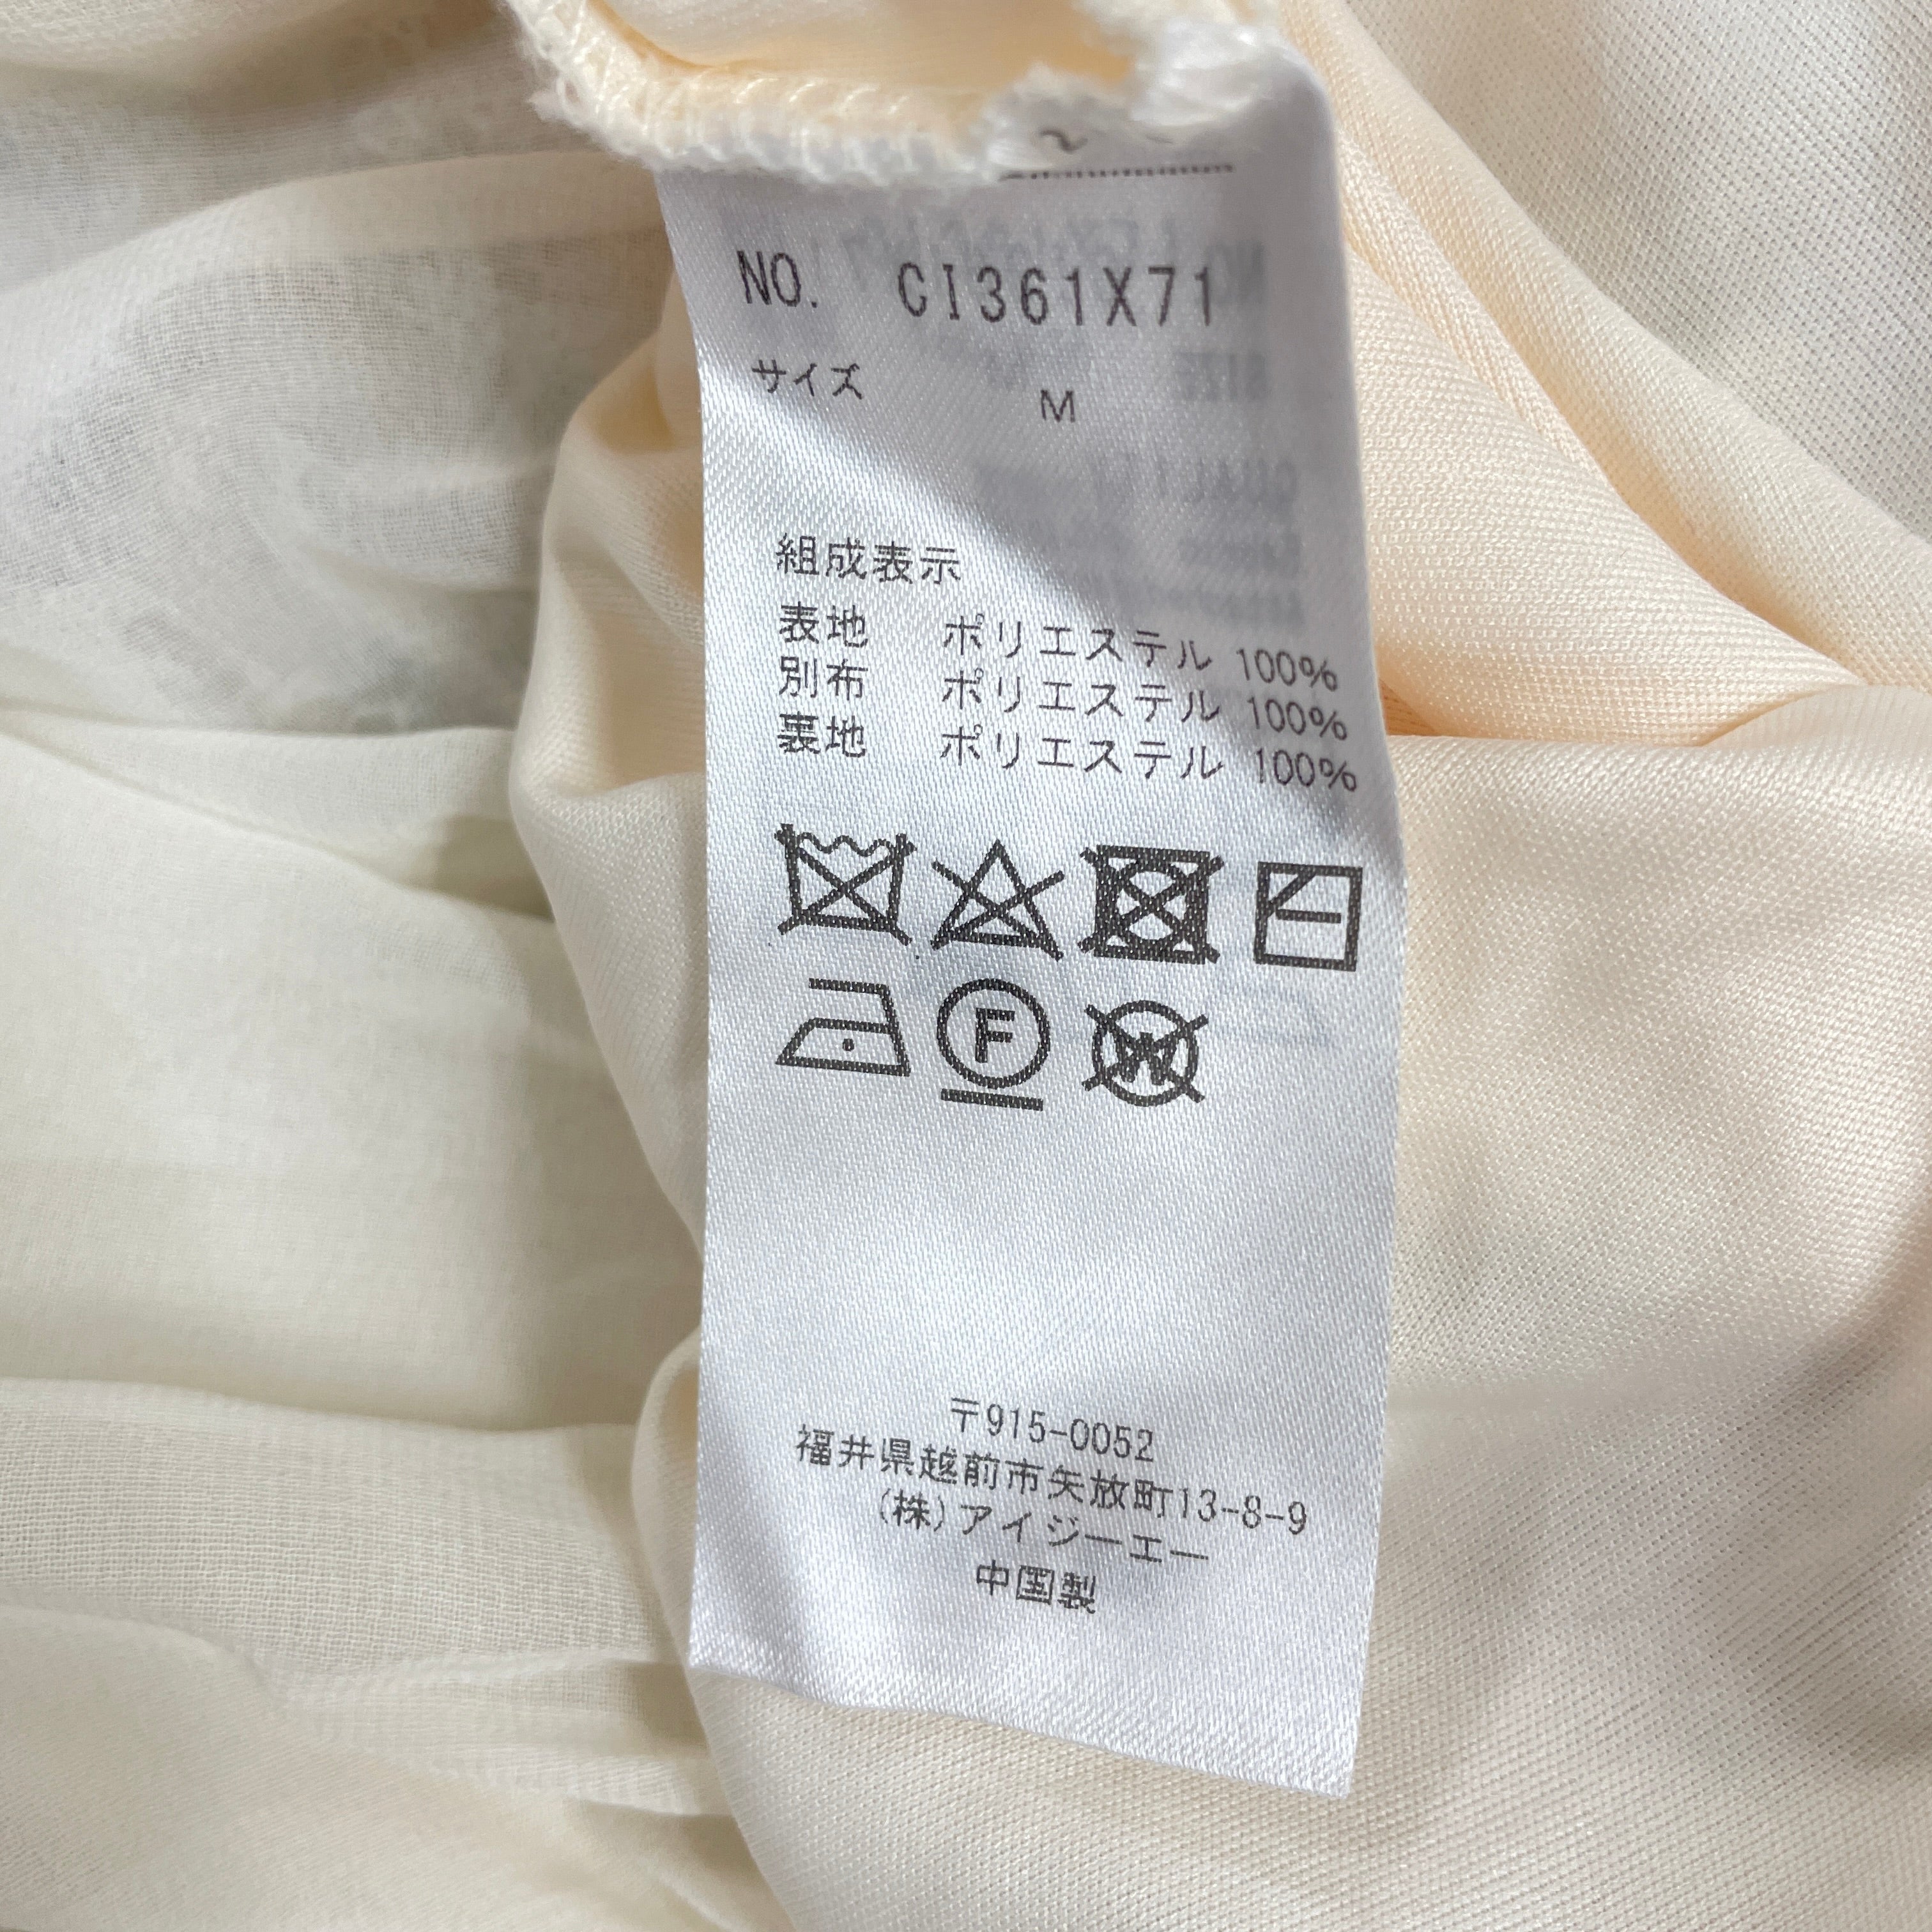 NO. CI361X71
サイズ M
組成表示
表地 ポリエステル 100%
別布 ポリエステル 100%
裏地 ポリエステル 100%
F
W
〒915-0052
福井県越前市矢放町13-8-9
(株)アイジーエー
中国製